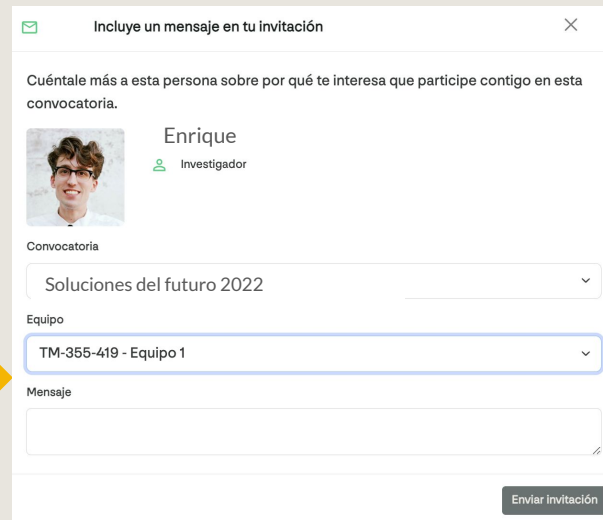 Incluye un mensaje en tu invitación
Cuéntale más a esta persona sobre por qué te interesa que participe contigo en esta
convocatoria.
Enrique
Investigador
Convocatoria
Soluciones del futuro 2022
Equipo
TM-355-419 - Equipo 1
Mensaje
Enviar invitación